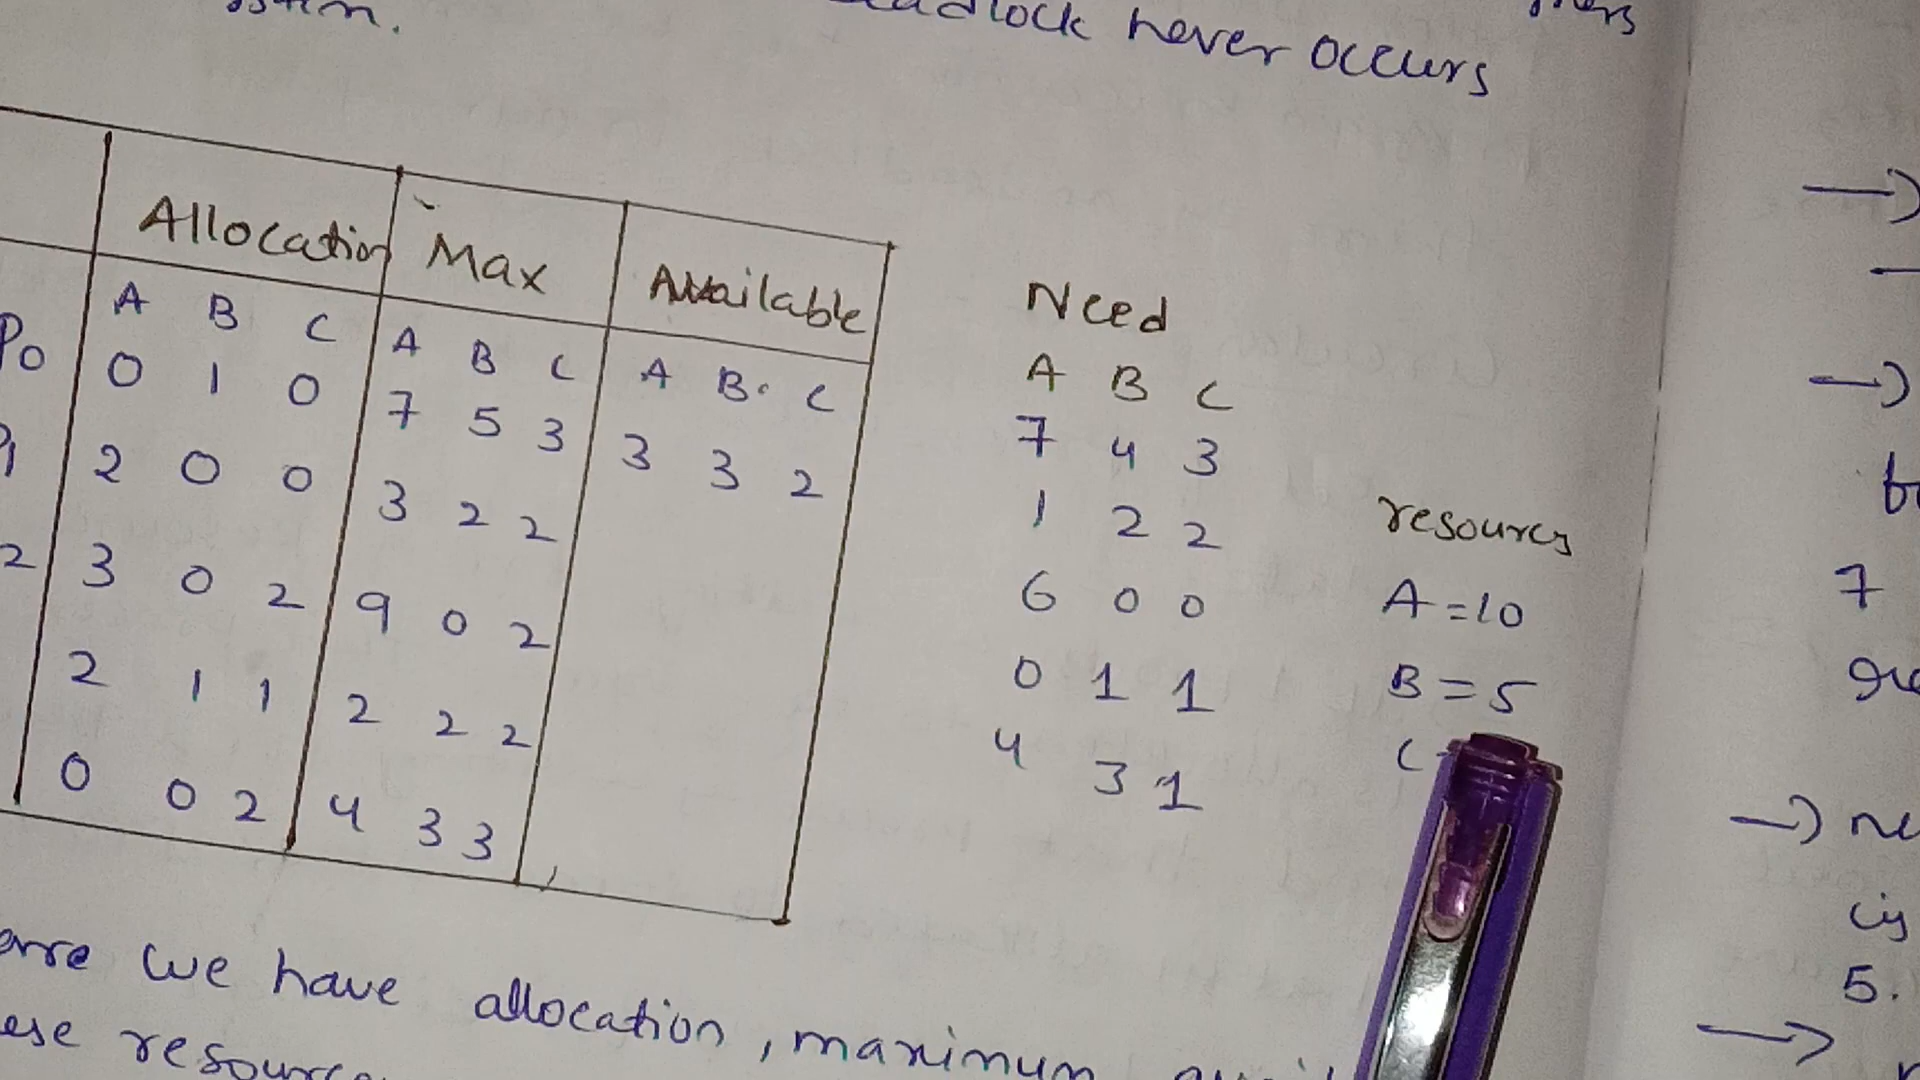 deadlock never occurs
Allocation Max Available Need
A B C A B C A B. C A B C
P0 0 1 0 7 5 3 3 3 2 7 4 3
2 0 0 3 2 2 1 2 2
2 3 0 2 9 0 2 6 0 0
2 1 1 2 2 2 0 1 1
0 0 2 4 3 3 4 3 1
resources
A=10
B=5
C
we have allocation, maximum
7
5.